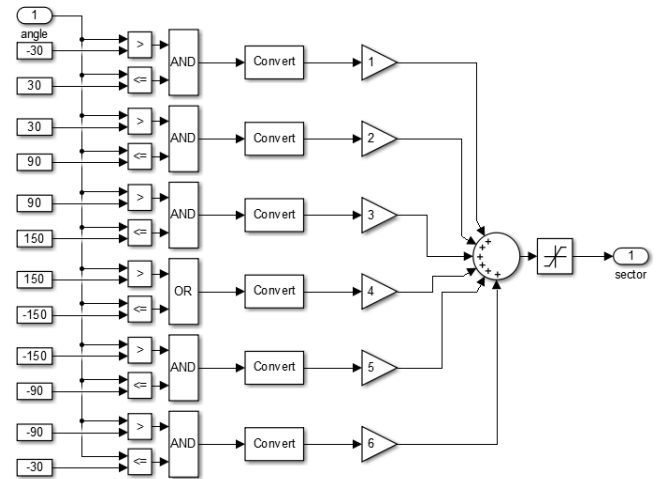 1
angle
-30
>
AND
Convert
1
30
<=
30
>
AND
Convert
2
90
<=
90
>
AND
Convert
3
150
<=
+
+
+
+
+
+
1
sector
150
>
OR
Convert
4
-150
<=
-150
>
AND
Convert
5
-90
<=
-90
>
AND
Convert
6
-30
<=